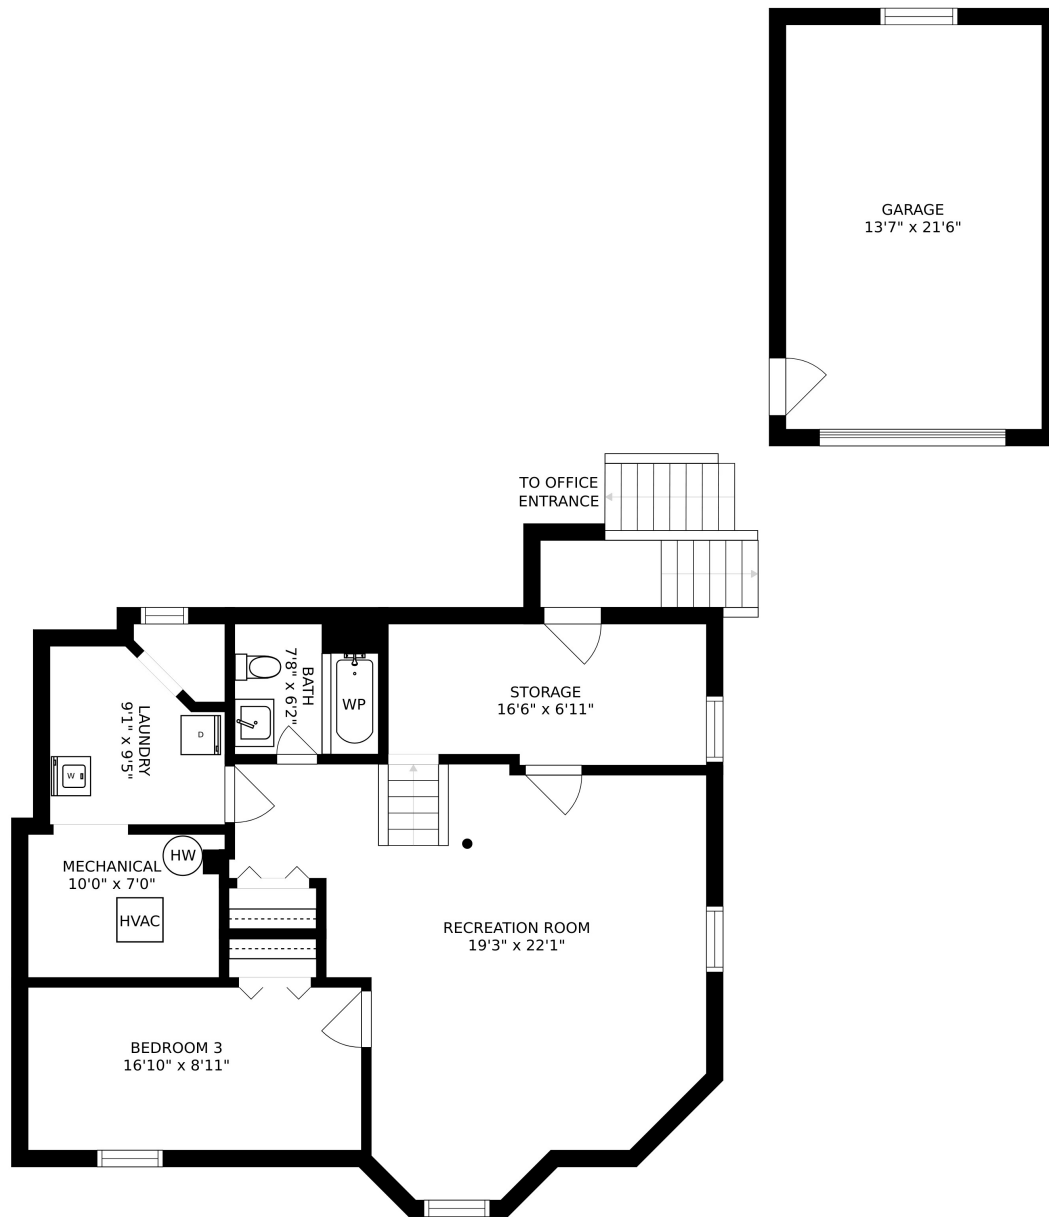 GARAGE
13'7" x 21'6"
TO OFFICE
ENTRANCE
BATH
7'8" x 6'2"
WP
STORAGE
16'6" x 6'11"
LAUNDRY
9'1" x 9'5"
D
W
MECHANICAL
10'0" x 7'0"
HW
HVAC
RECREATION ROOM
19'3" x 22'1"
BEDROOM 3
16'10" x 8'11"